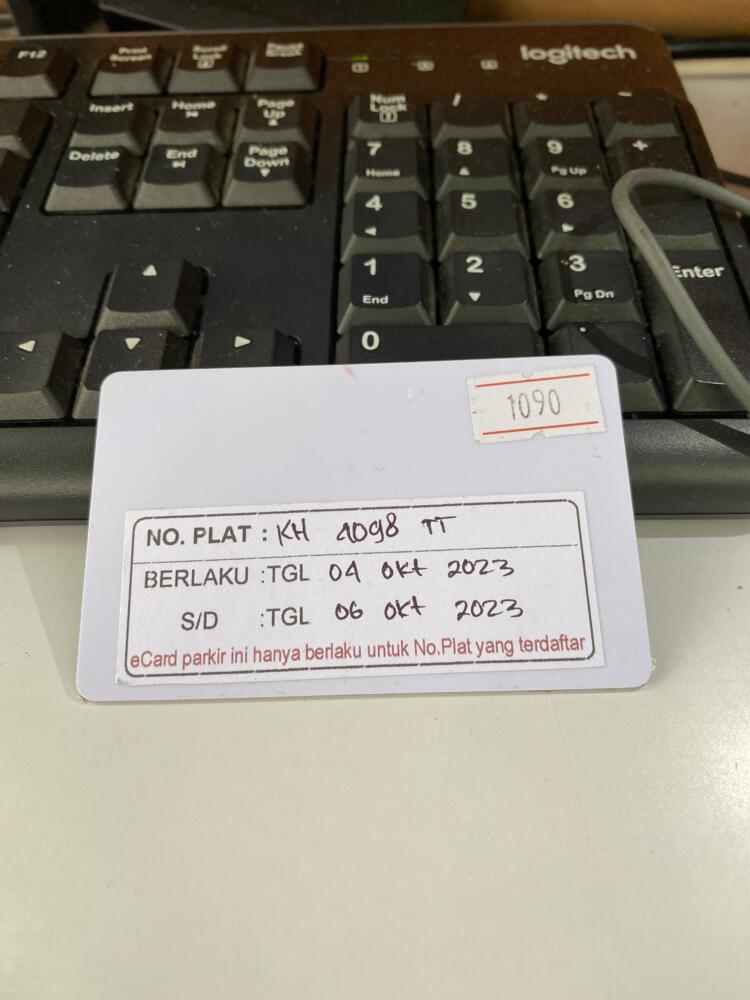 F12 Print Screen Scroll Lock Pause Break
logitech
Insert Home Page Up Num Lock / * -
Delete End Page Down 7 Home 8 9 Pg Up +
4 5 6
1 End 2 3 Pg Dn Enter
0 .
1090
NO. PLAT : KH 1098 TT
BERLAKU :TGL 04 Okt 2023
S/D :TGL 06 Okt 2023
eCard parkir ini hanya berlaku untuk No.Plat yang terdaftar